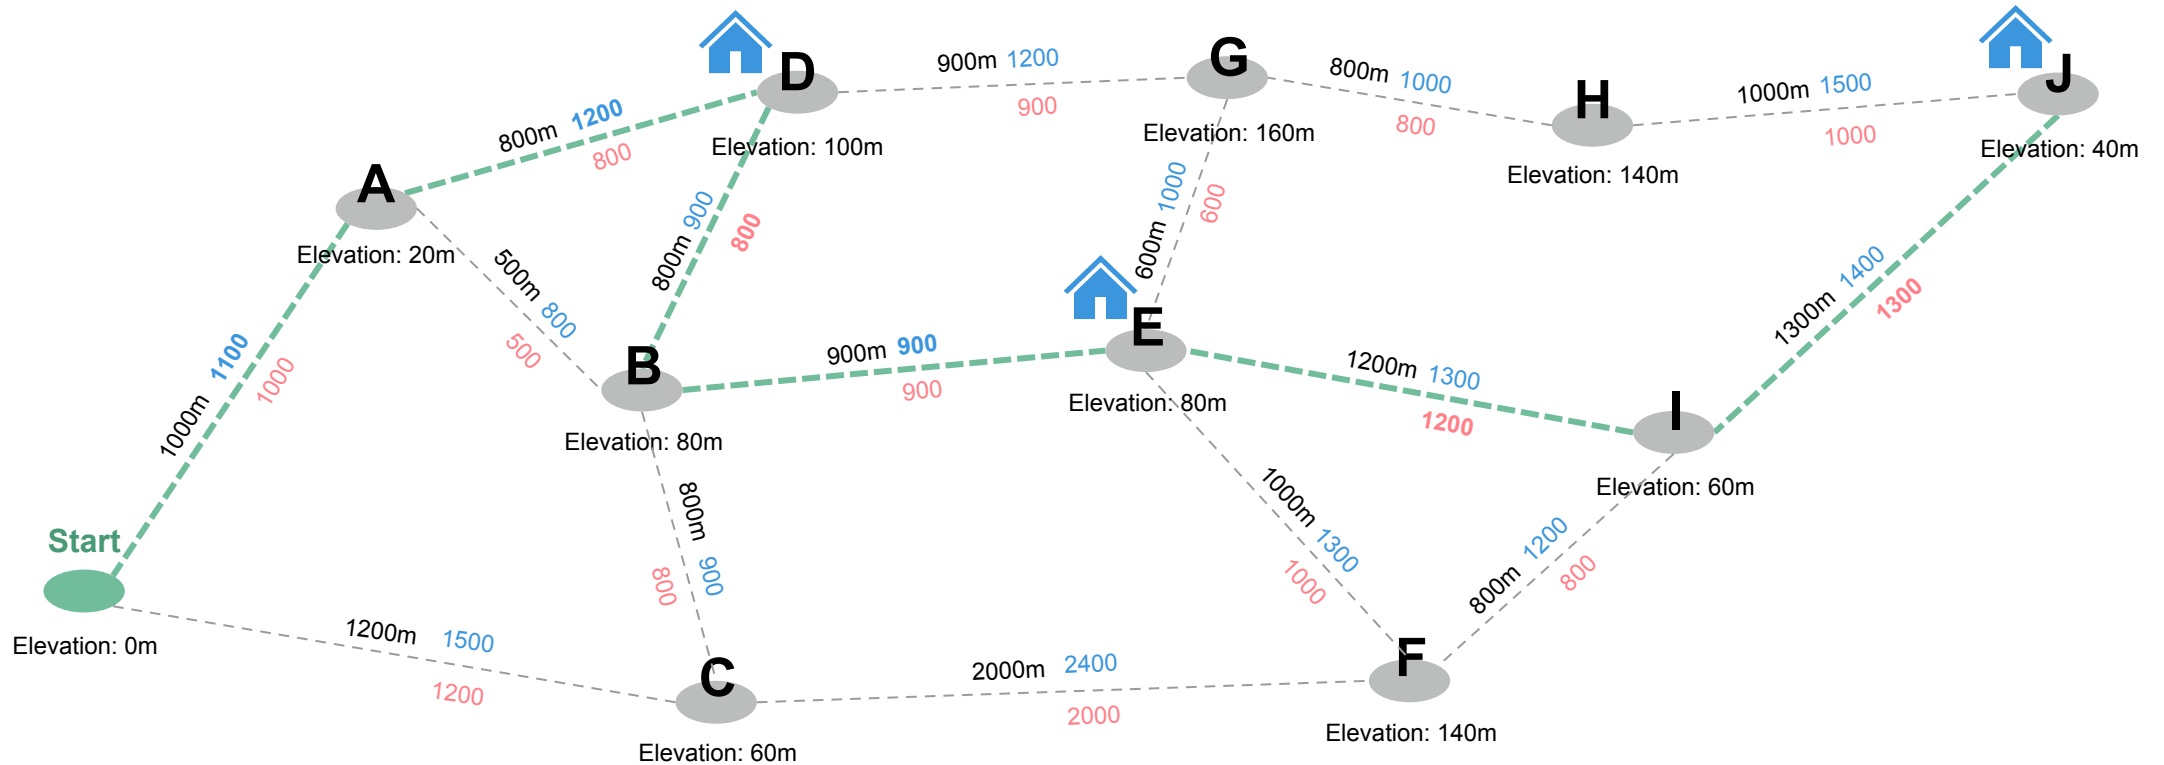 D
Elevation: 100m
900m 1200
900
G
Elevation: 160m
800m 1000
800
H
Elevation: 140m
1000m 1500
1000
J
Elevation: 40m
800m 1200
800
A
Elevation: 20m
500m 800
500
800m 900
800
600m 1000
600
B
Elevation: 80m
900m 900
900
E
Elevation: 80m
1200m 1300
1200
1300m 1400
1300
I
Elevation: 60m
1000m 1100
1000
Start
Elevation: 0m
1200m 1500
1200
800m 900
800
C
Elevation: 60m
2000m 2400
2000
1000m 1300
1000
800m 1200
800
F
Elevation: 140m